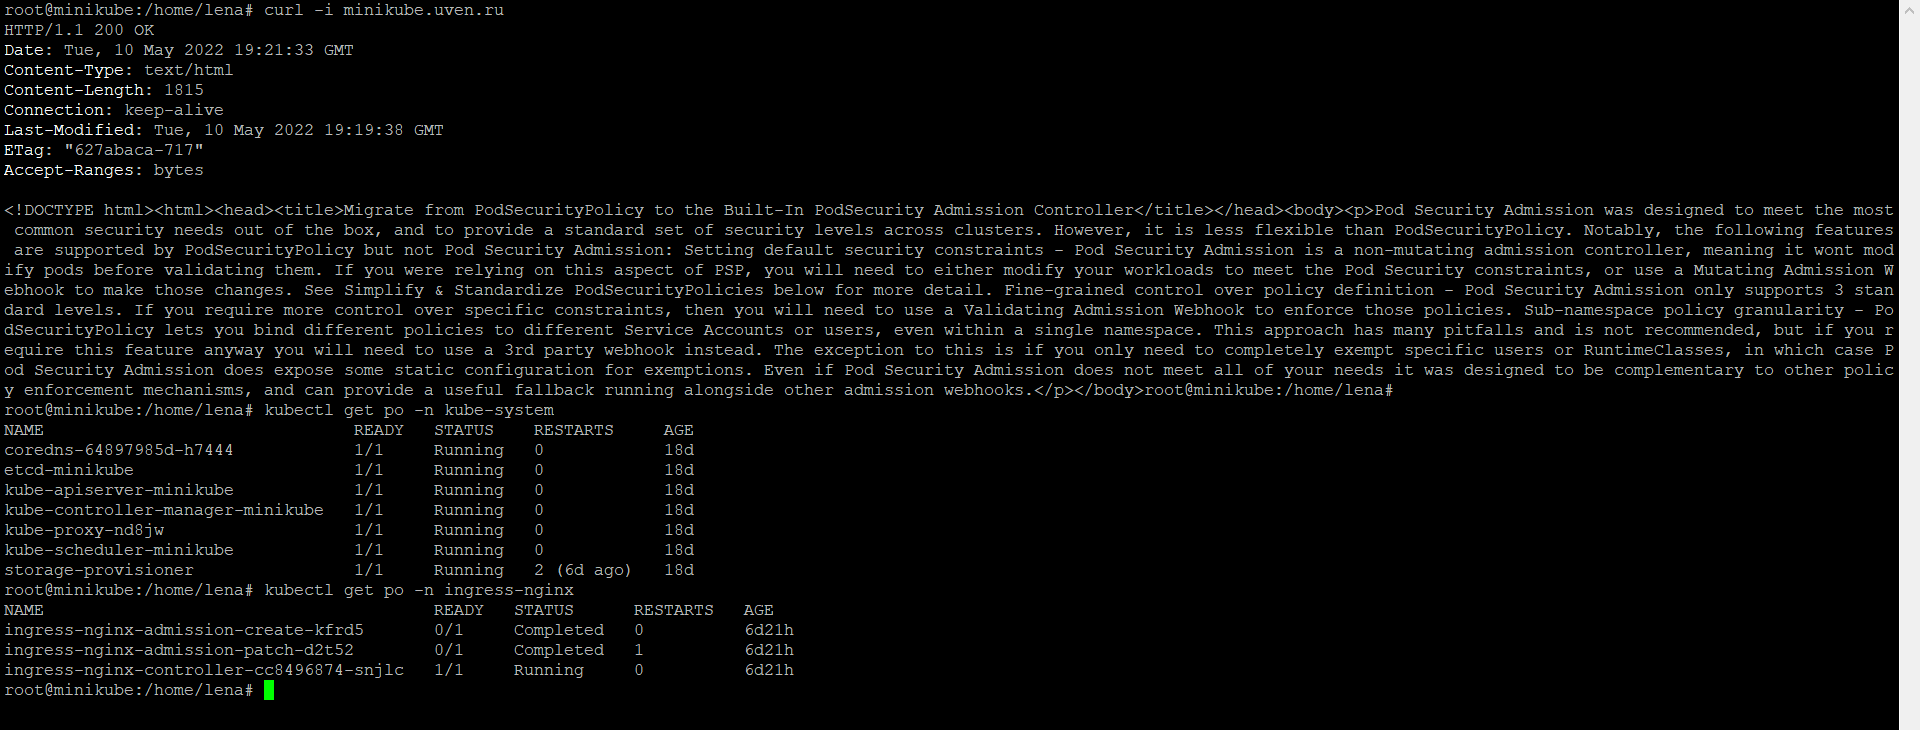 root@minikube:/home/lena# curl -i minikube.uven.ru
HTTP/1.1 200 OK
Date: Tue, 10 May 2022 19:21:33 GMT
Content-Type: text/html
Content-Length: 1815
Connection: keep-alive
Last-Modified: Tue, 10 May 2022 19:19:38 GMT
ETag: "627abaca-717"
Accept-Ranges: bytes

<!DOCTYPE html><html><head><title>Migrate from PodSecurityPolicy to the Built-In PodSecurity Admission Controller</title></head><body><p>Pod Security Admission was designed to meet the most
 common security needs out of the box, and to provide a standard set of security levels across clusters. However, it is less flexible than PodSecurityPolicy. Notably, the following features
 are supported by PodSecurityPolicy but not Pod Security Admission: Setting default security constraints - Pod Security Admission is a non-mutating admission controller, meaning it wont mod
ify pods before validating them. If you were relying on this aspect of PSP, you will need to either modify your workloads to meet the Pod Security constraints, or use a Mutating Admission W
ebhook to make those changes. See Simplify & Standardize PodSecurityPolicies below for more detail. Fine-grained control over policy definition - Pod Security Admission only supports 3 stan
dard levels. If you require more control over specific constraints, then you will need to use a Validating Admission Webhook to enforce those policies. Sub-namespace policy granularity - Po
dSecurityPolicy lets you bind different policies to different Service Accounts or users, even within a single namespace. This approach has many pitfalls and is not recommended, but if you r
equire this feature anyway you will need to use a 3rd party webhook instead. The exception to this is if you only need to completely exempt specific users or RuntimeClasses, in which case P
od Security Admission does expose some static configuration for exemptions. Even if Pod Security Admission does not meet all of your needs it was designed to be complementary to other polic
y enforcement mechanisms, and can provide a useful fallback running alongside other admission webhooks.</p></body>root@minikube:/home/lena#
root@minikube:/home/lena# kubectl get po -n kube-system
NAME                               READY   STATUS    RESTARTS     AGE
coredns-64897985d-h7444            1/1     Running   0            18d
etcd-minikube                      1/1     Running   0            18d
kube-apiserver-minikube            1/1     Running   0            18d
kube-controller-manager-minikube   1/1     Running   0            18d
kube-proxy-nd8jw                   1/1     Running   0            18d
kube-scheduler-minikube            1/1     Running   0            18d
storage-provisioner                1/1     Running   2 (6d ago)   18d
root@minikube:/home/lena# kubectl get po -n ingress-nginx
NAME                                       READY   STATUS      RESTARTS   AGE
ingress-nginx-admission-create-kfrd5       0/1     Completed   0          6d21h
ingress-nginx-admission-patch-d2t52        0/1     Completed   1          6d21h
ingress-nginx-controller-cc8496874-snjlc   1/1     Running     0          6d21h
root@minikube:/home/lena#